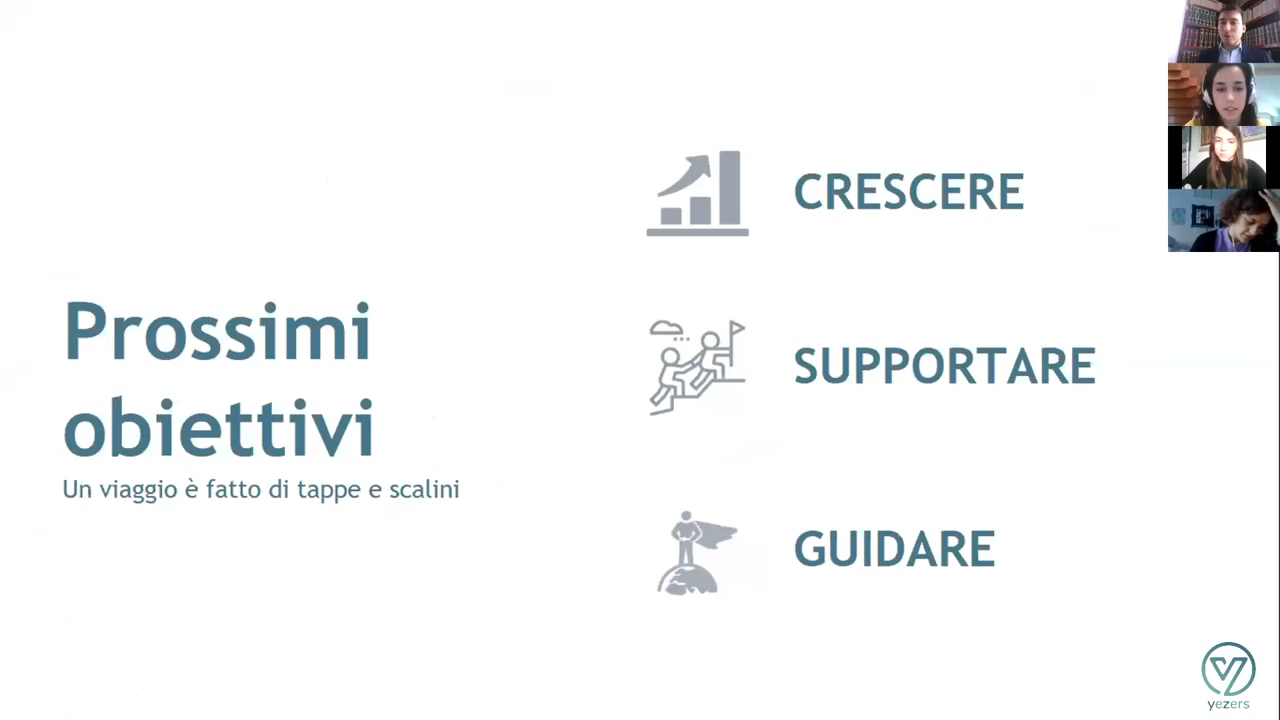 Prossimi
obiettivi
Un viaggio è fatto di tappe e scalini
CRESCERE
SUPPORTARE
GUIDARE
yezers